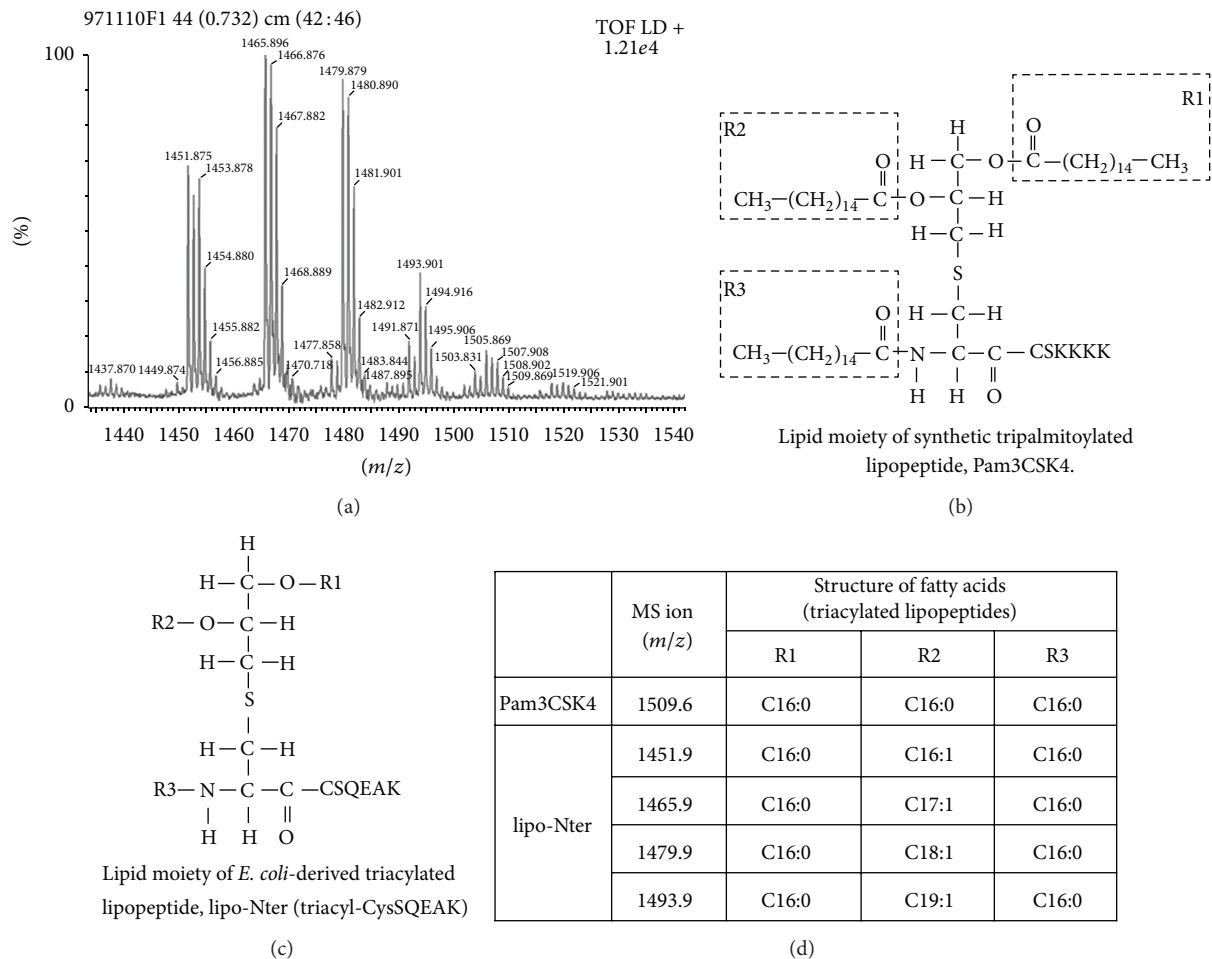 971110F1 44 (0.732) cm (42 : 46)
TOF LD +
1.21e4
100
0
(%)
1437.870
1449.874
1451.875
1453.878
1454.880
1455.882
1456.885
1465.896
1466.876
1467.882
1468.889
1470.718
1477.858
1479.879
1480.890
1481.901
1482.912
1483.844
1487.895
1491.871
1493.901
1494.916
1495.906
1503.831
1505.869
1507.908
1508.902
1509.869
1519.906
1521.901
1440 1450 1460 1470 1480 1490 1500 1510 1520 1530 1540
(m/z)
(a)
R1
R2
H O
H—C—O—C—(CH₂)₁₄—CH₃
O
CH₃—(CH₂)₁₄—C—O—C—H
H—C—H
S
R3
O H—C—H
CH₃—(CH₂)₁₄—C—N—C—C—CSKKKK
H H O
Lipid moiety of synthetic tripalmitoylated
lipopeptide, Pam3CSK4.
(b)
H
H—C—O—R1
R2—O—C—H
H—C—H
S
H—C—H
R3—N—C—C—CSQEAK
H H O
Lipid moiety of E. coli-derived triacylated
lipopeptide, lipo-Nter (triacyl-CysSQEAK)
(c)
MS ion
(m/z)
Structure of fatty acids
(triacylated lipopeptides)
R1 R2 R3
Pam3CSK4 1509.6 C16:0 C16:0 C16:0
lipo-Nter
1451.9 C16:0 C16:1 C16:0
1465.9 C16:0 C17:1 C16:0
1479.9 C16:0 C18:1 C16:0
1493.9 C16:0 C19:1 C16:0
(d)